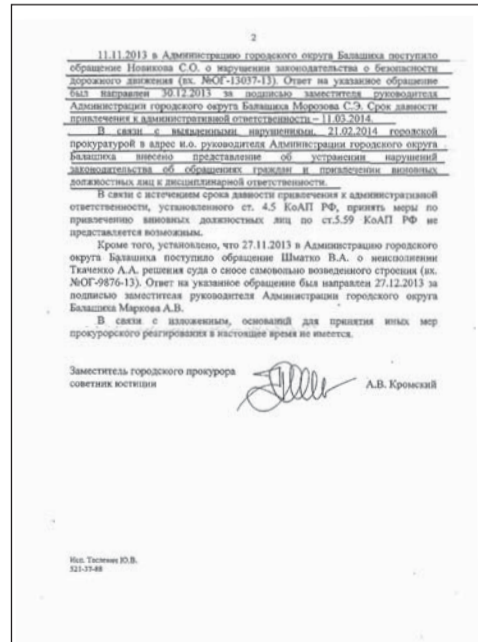 2
11.11.2013 в Администрацию городского округа Балашиха поступило
обращение Новикова С.О. о нарушении законодательства о безопасности
дорожного движения (вх. №ОГ-13037-13). Ответ на указанное обращение
был направлен 30.12.2013 за подписью заместителя руководителя
Администрации городского округа Балашиха Морозова С.Э. Срок давности
привлечения к административной ответственности – 11.03.2014.
В связи с выявленными нарушениями, 21.02.2014 городской
прокуратурой в адрес и.о. руководителя Администрации городского округа
Балашиха внесено представление об устранении нарушений
законодательства об обращениях граждан и привлечении виновных
должностных лиц к дисциплинарной ответственности.
В связи с истечением срока давности привлечения к административной
ответственности, установленного ст. 4.5 КоАП РФ, принять меры по
привлечению виновных должностных лиц по ст.5.59 КоАП РФ не
представляется возможным.
Кроме того, установлено, что 27.11.2013 в Администрацию городского
округа Балашиха поступило обращение Шматко В.А. о неисполнении
Ткаченко А.А. решения суда о сносе самовольно возведенного строения (вх.
№ОГ-9876-13). Ответ на указанное обращение был направлен 27.12.2013 за
подписью заместителя руководителя Администрации городского округа
Балашиха Маркова А.В.
В связи с изложенным, оснований для принятия иных мер
прокурорского реагирования в настоящее время не имеется.
Заместитель городского прокурора
советник юстиции
А.В. Кромский
Исп. Ю.В.
521-37-88